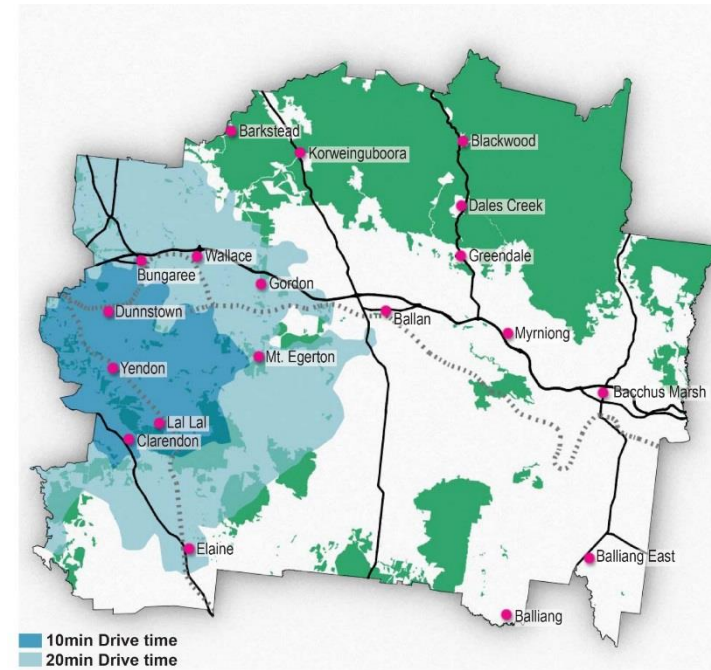 Barkstead
Blackwood
Korweinguboora
Dales Creek
Wallace
Greendale
Bungaree
Gordon
Dunnstown
Ballan
Myrniong
Mt. Egerton
Yendon
Bacchus Marsh
Lal Lal
Clarendon
Elaine
Balliang East
Balliang
10min Drive time
20min Drive time